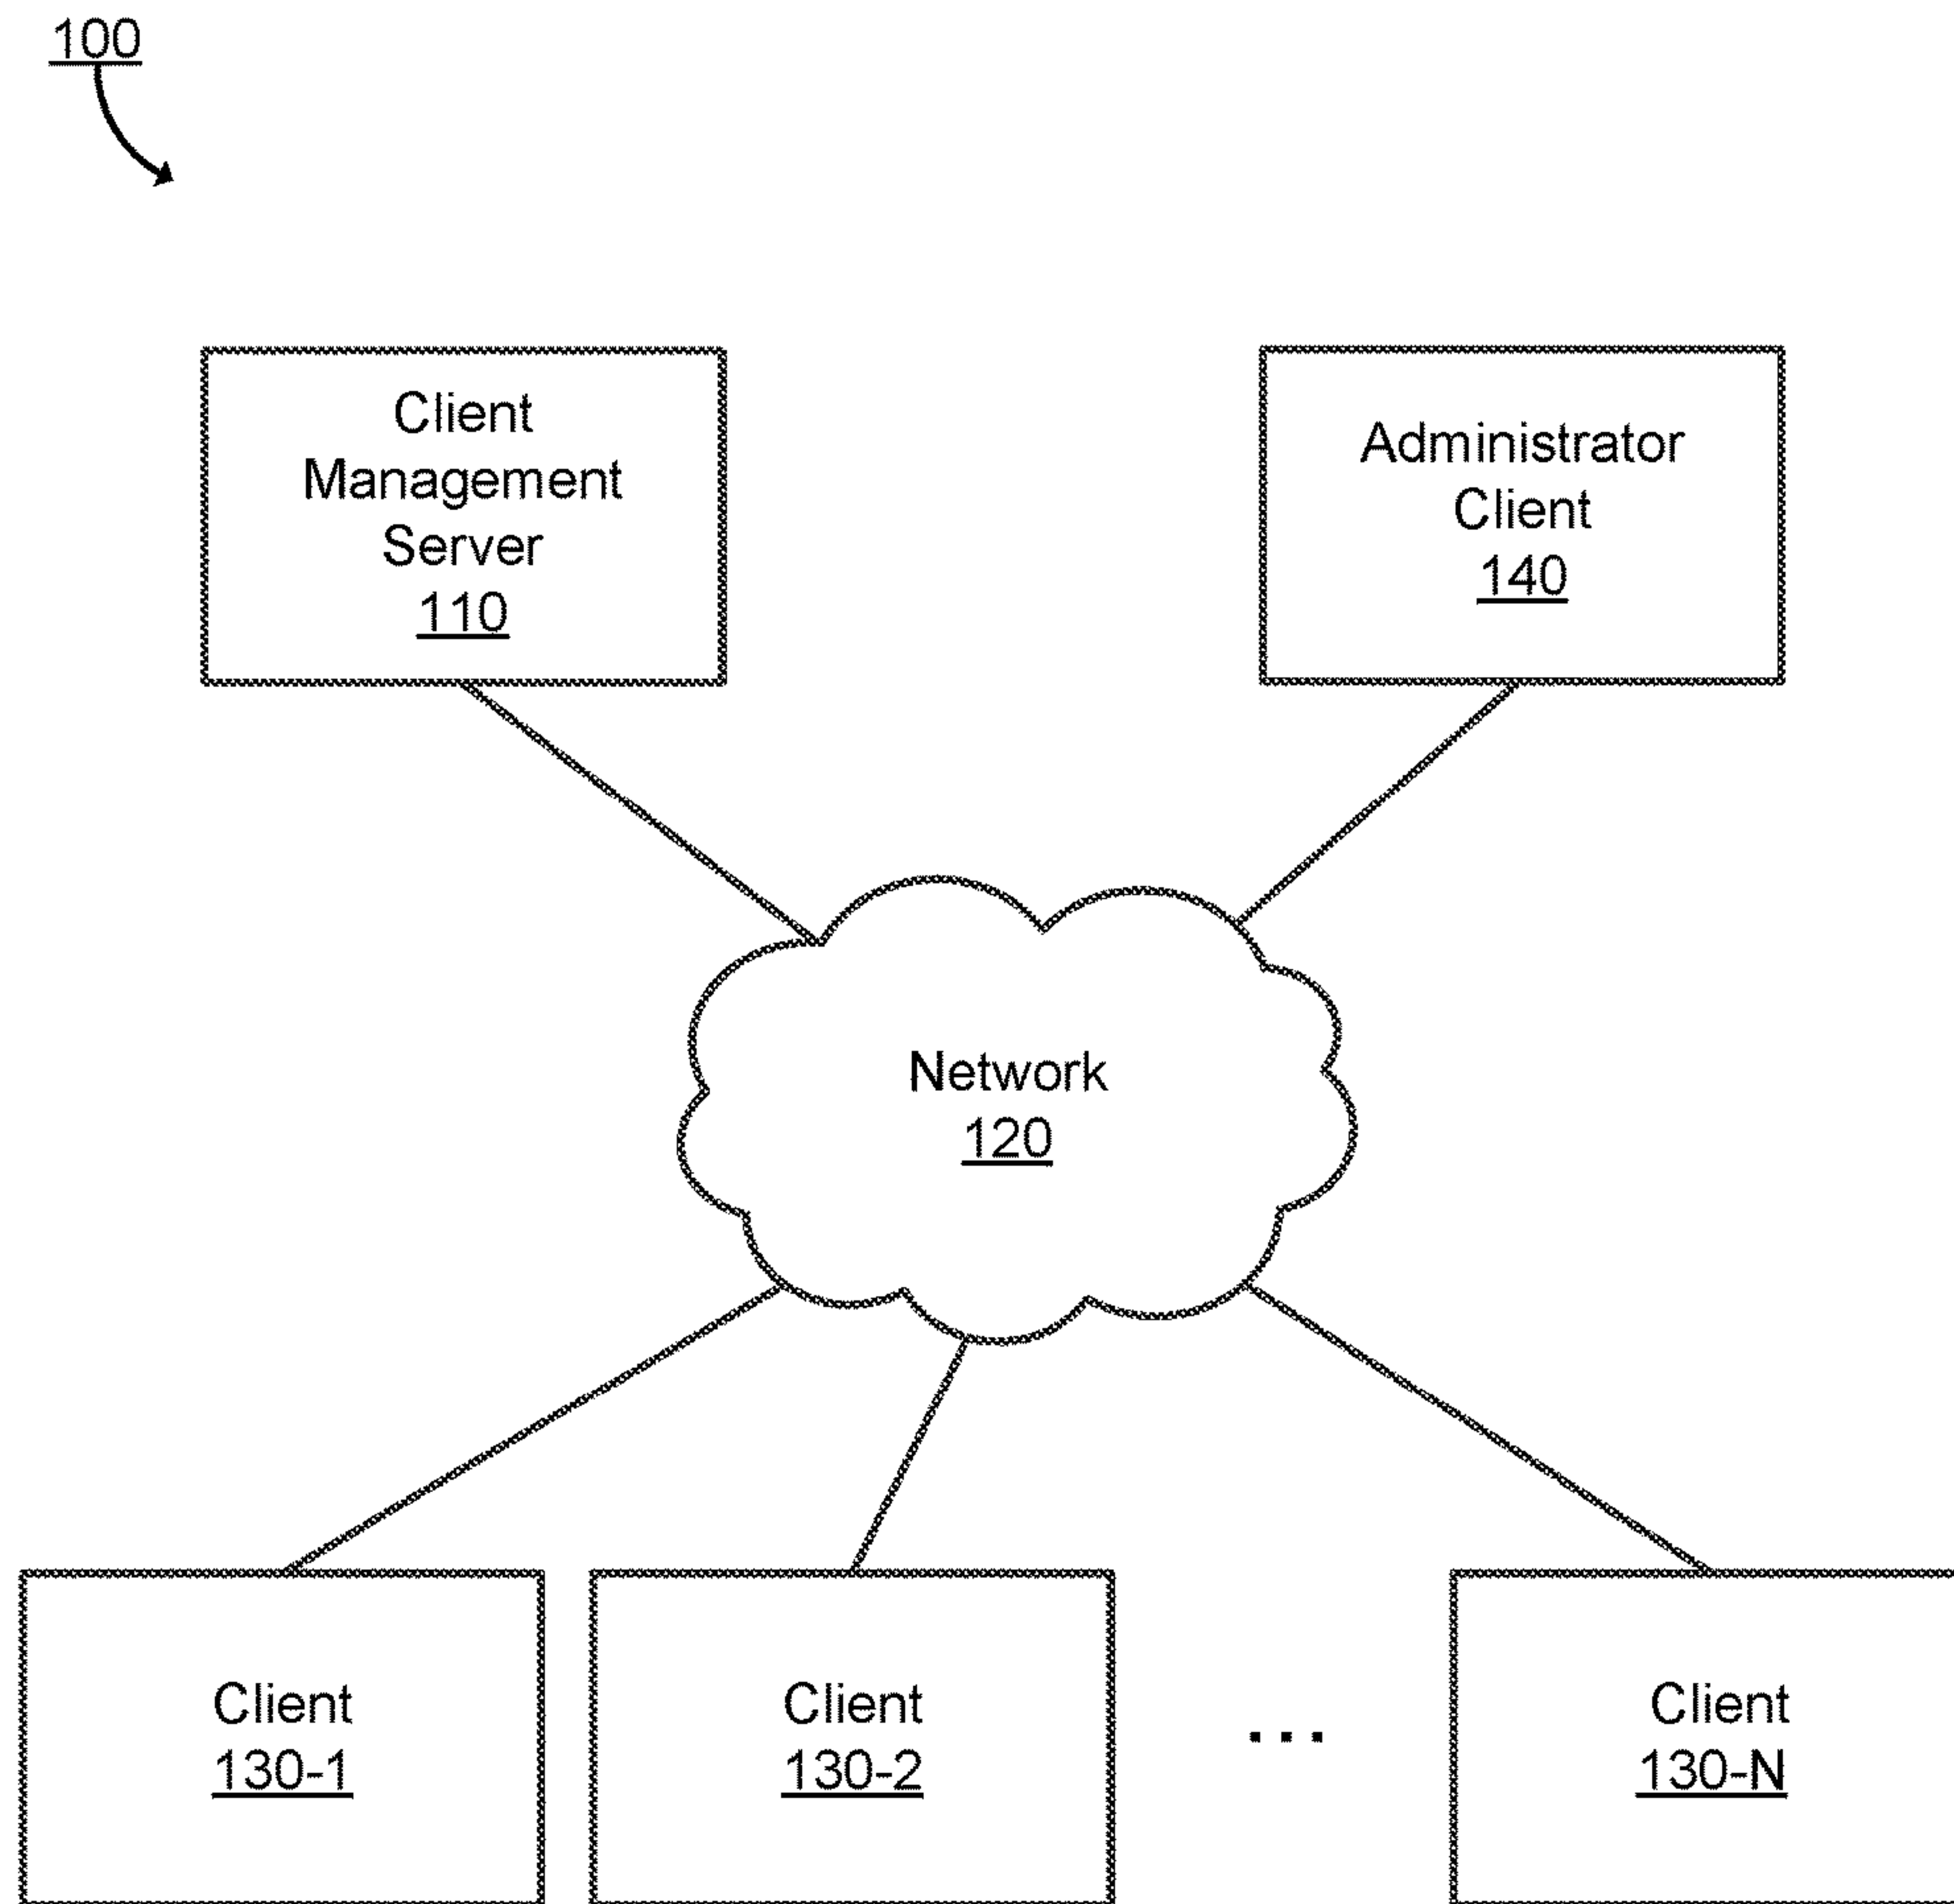 100
Client
Management
Server
110
Administrator
Client
140
Network
120
Client
130-1
Client
130-2
...
Client
130-N